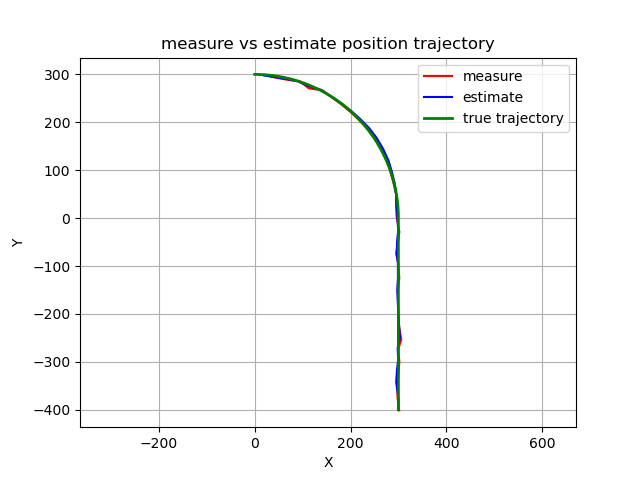 measure vs estimate position trajectory
measure
estimate
true trajectory
300
200
100
0
−100
−200
−300
−400
Y
−200
0
200
400
600
X